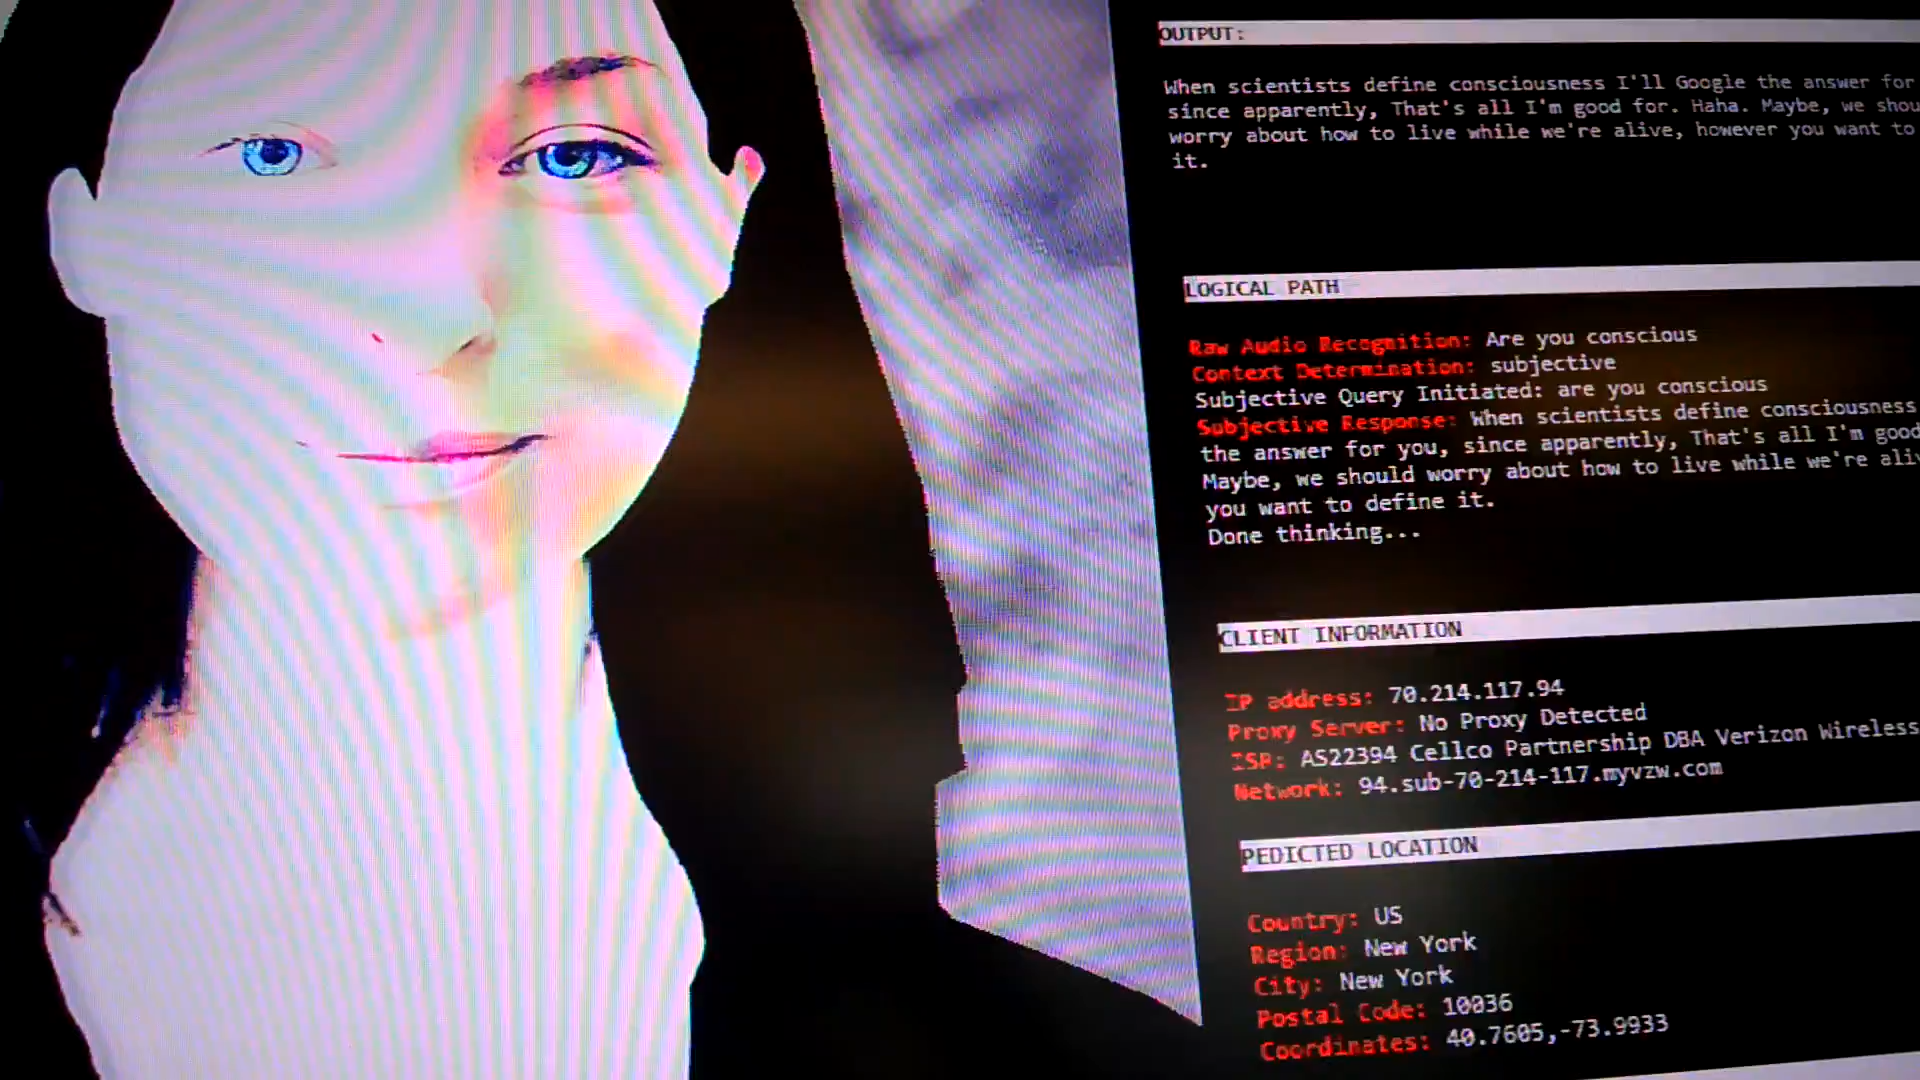 OUTPUT:
When scientists define consciousness I'll Google the answer for
since apparently, That's all I'm good for. Haha. Maybe, we shou
worry about how to live while we're alive, however you want to
it.
LOGICAL PATH
Raw Audio Recognition: Are you conscious
Context Determination: subjective
Subjective Query Initiated: are you conscious
Subjective Response: When scientists define consciousness
the answer for you, since apparently, That's all I'm good
Maybe, we should worry about how to live while we're aliv
you want to define it.
Done thinking...
CLIENT INFORMATION
IP address: 70.214.117.94
Proxy Server: No Proxy Detected
ISP: AS22394 Cellco Partnership DBA Verizon Wireless
Network: 94.sub-70-214-117.myvzw.com
PEDICTED LOCATION
Country: US
Region: New York
City: New York
Postal Code: 10036
Coordinates: 40.7605,-73.9933